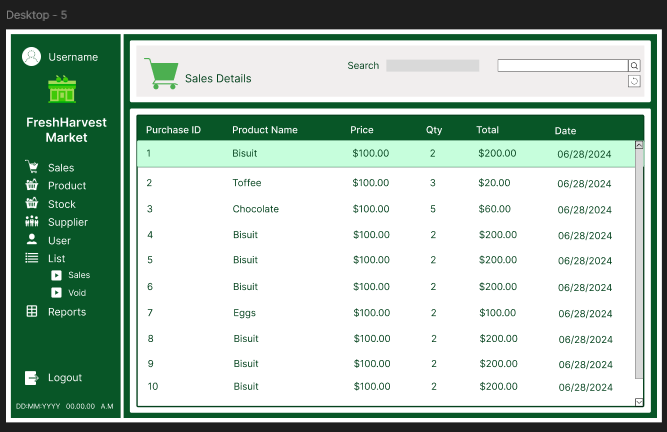 Desktop - 5
Username
FreshHarvest
Market
Sales
Product
Stock
Supplier
User
List
Sales
Void
Reports
Logout
DD:MM:YYYY 00.00.00 A.M
Sales Details
Search
Purchase ID Product Name Price Qty Total Date
1 Bisuit $100.00 2 $200.00 06/28/2024
2 Toffee $100.00 3 $20.00 06/28/2024
3 Chocolate $100.00 5 $60.00 06/28/2024
4 Bisuit $100.00 2 $200.00 06/28/2024
5 Bisuit $100.00 2 $200.00 06/28/2024
6 Bisuit $100.00 2 $200.00 06/28/2024
7 Eggs $100.00 2 $100.00 06/28/2024
8 Bisuit $100.00 2 $200.00 06/28/2024
9 Bisuit $100.00 2 $200.00 06/28/2024
10 Bisuit $100.00 2 $200.00 06/28/2024